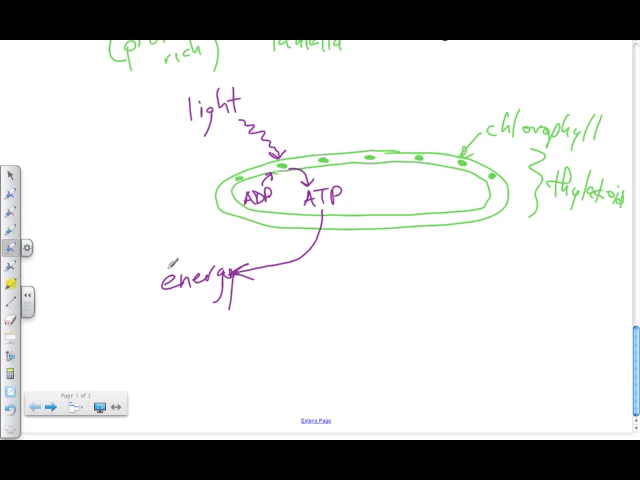 rich)
lamella
light
chlorophyll
ADP
ATP
thylakoid
energy
Page 1 of 1
Extend Page